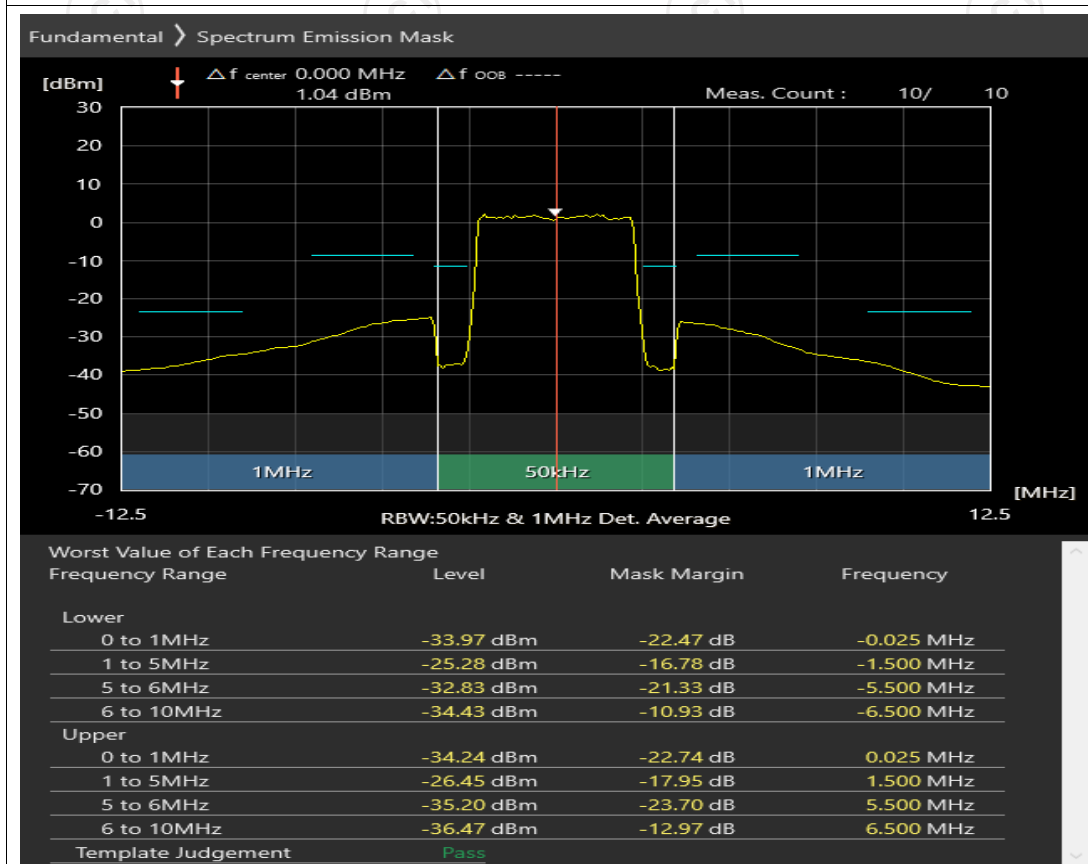 Fundamental ❭ Spectrum Emission Mask
[dBm]
△f center 0.000 MHz △f OOB -----
1.04 dBm
Meas. Count : 10/ 10
30
20
10
0
-10
-20
-30
-40
-50
-60
-70
1MHz 50kHz 1MHz
[MHz]
-12.5 RBW:50kHz & 1MHz Det. Average 12.5
Worst Value of Each Frequency Range
Frequency Range Level Mask Margin Frequency
Lower
0 to 1MHz -33.97 dBm -22.47 dB -0.025 MHz
1 to 5MHz -25.28 dBm -16.78 dB -1.500 MHz
5 to 6MHz -32.83 dBm -21.33 dB -5.500 MHz
6 to 10MHz -34.43 dBm -10.93 dB -6.500 MHz
Upper
0 to 1MHz -34.24 dBm -22.74 dB 0.025 MHz
1 to 5MHz -26.45 dBm -17.95 dB 1.500 MHz
5 to 6MHz -35.20 dBm -23.70 dB 5.500 MHz
6 to 10MHz -36.47 dBm -12.97 dB 6.500 MHz
Template Judgement Pass